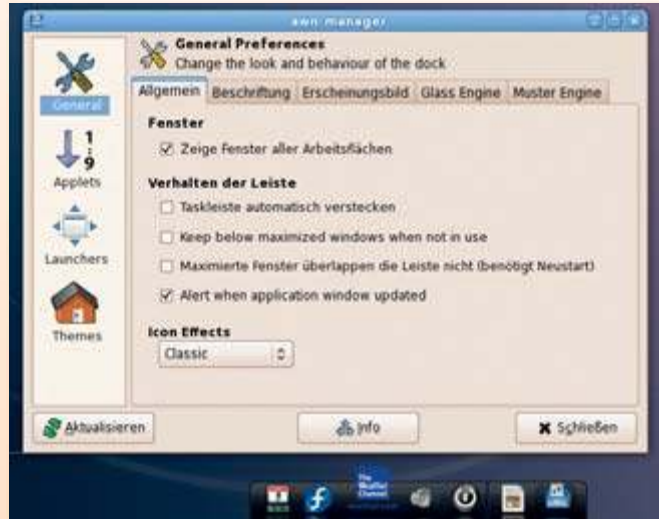 awn-manager
General Preferences
Change the look and behaviour of the dock
General
Applets
Launchers
Themes
Allgemein Beschriftung Erscheinungsbild Glass Engine Muster Engine
Fenster
Zeige Fenster aller Arbeitsflächen
Verhalten der Leiste
Taskleiste automatisch verstecken
Keep below maximized windows when not in use
Maximierte Fenster überlappen die Leiste nicht (benötigt Neustart)
Alert when application window updated
Icon Effects
Classic
Aktualisieren
Info
Schließen
The Weather Channel